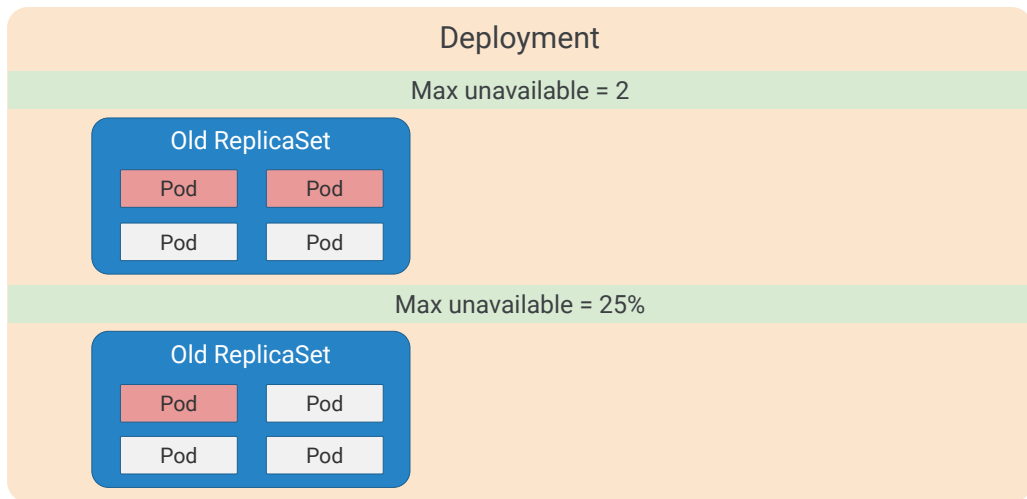 Deployment
Max unavailable = 2
Old ReplicaSet
Pod Pod
Pod Pod
Max unavailable = 25%
Old ReplicaSet
Pod Pod
Pod Pod